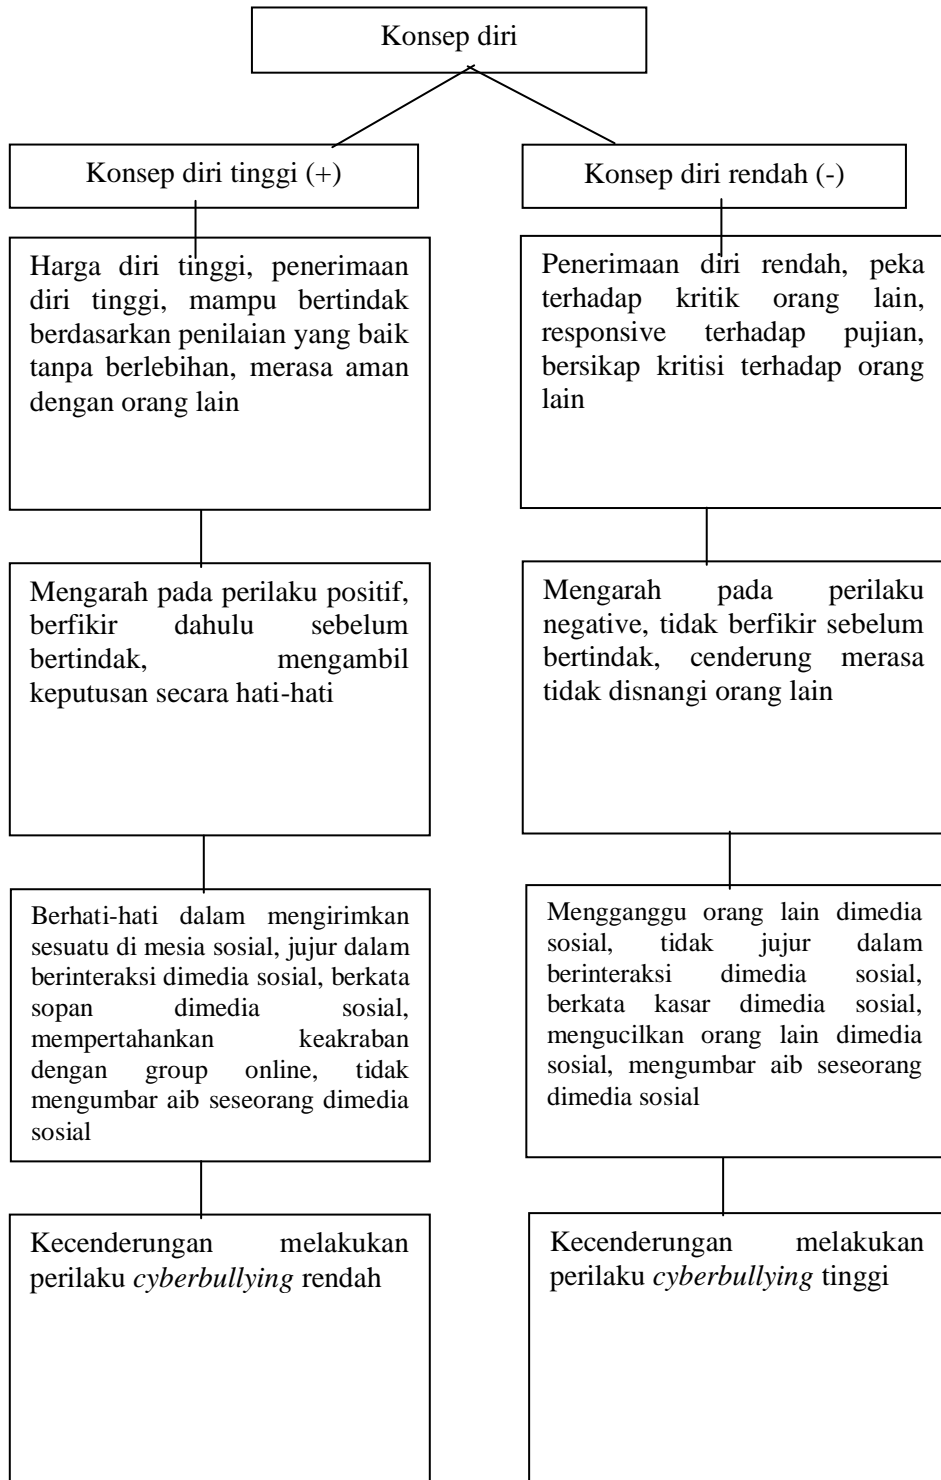 Konsep diri
Konsep diri tinggi (+)
Konsep diri rendah (-)
Harga diri tinggi, penerimaan
diri tinggi, mampu bertindak
berdasarkan penilaian yang baik
tanpa berlebihan, merasa aman
dengan orang lain
Penerimaan diri rendah, peka
terhadap kritik orang lain,
responsive terhadap pujian,
bersikap kritisi terhadap orang
lain
Mengarah pada perilaku positif,
berfikir dahulu sebelum
bertindak, mengambil
keputusan secara hati-hati
Mengarah pada perilaku
negative, tidak berfikir sebelum
bertindak, cenderung merasa
tidak disnangi orang lain
Berhati-hati dalam mengirimkan
sesuatu di mesia sosial, jujur dalam
berinteraksi dimedia sosial, berkata
sopan dimedia sosial,
mempertahankan keakraban
dengan group online, tidak
mengumbar aib seseorang dimedia
sosial
Mengganggu orang lain dimedia
sosial, tidak jujur dalam
berinteraksi dimedia sosial,
berkata kasar dimedia sosial,
mengucilkan orang lain dimedia
sosial, mengumbar aib seseorang
dimedia sosial
Kecenderungan melakukan
perilaku cyberbullying rendah
Kecenderungan melakukan
perilaku cyberbullying tinggi